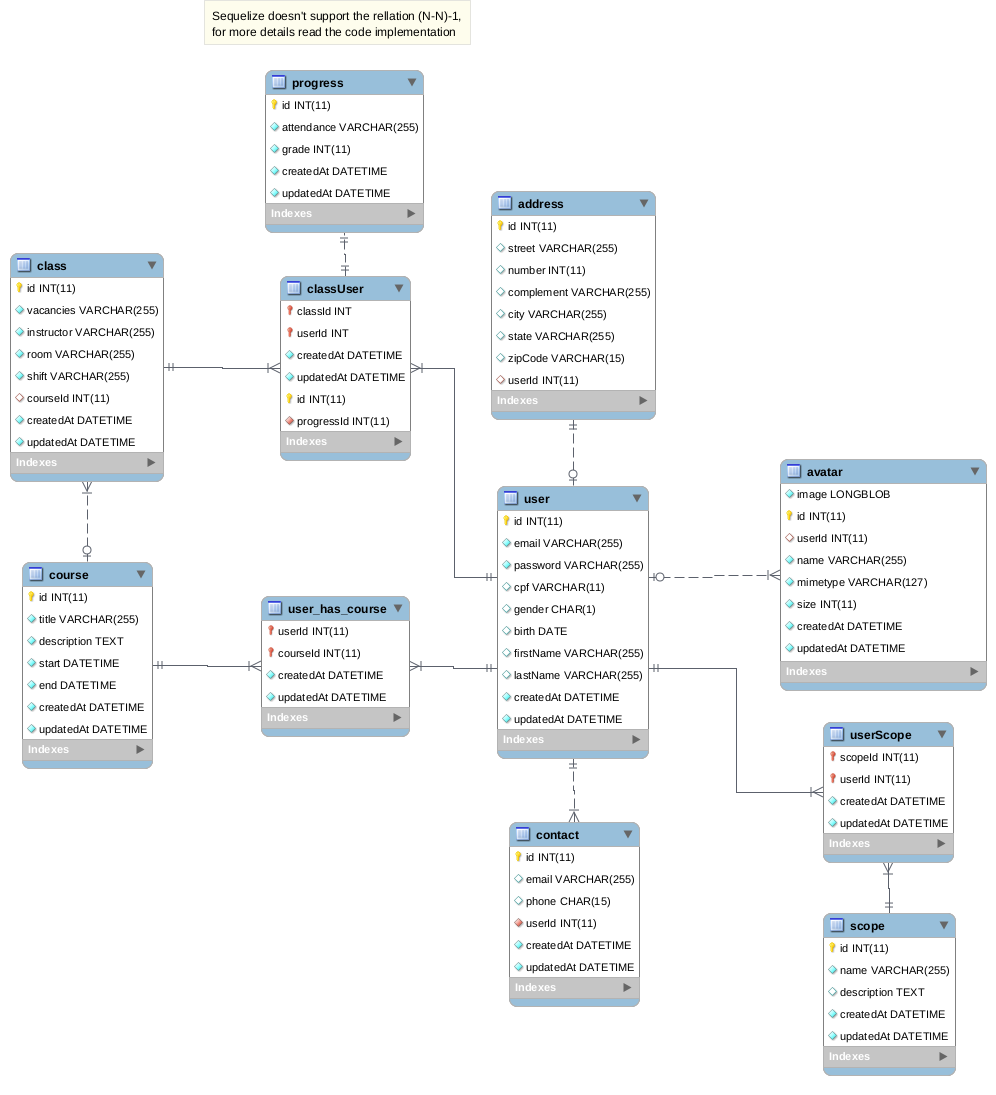 Sequelize doesn't support the rellation (N-N)-1,
for more details read the code implementation
progress
id INT(11)
attendance VARCHAR(255)
grade INT(11)
createdAt DATETIME
updatedAt DATETIME
Indexes
address
id INT(11)
street VARCHAR(255)
number INT(11)
complement VARCHAR(255)
city VARCHAR(255)
state VARCHAR(255)
zipCode VARCHAR(15)
userId INT(11)
Indexes
class
id INT(11)
vacancies VARCHAR(255)
instructor VARCHAR(255)
room VARCHAR(255)
shift VARCHAR(255)
courseId INT(11)
createdAt DATETIME
updatedAt DATETIME
Indexes
classUser
classId INT
userId INT
createdAt DATETIME
updatedAt DATETIME
id INT(11)
progressId INT(11)
Indexes
avatar
image LONGBLOB
id INT(11)
userId INT(11)
name VARCHAR(255)
mimetype VARCHAR(127)
size INT(11)
createdAt DATETIME
updatedAt DATETIME
Indexes
user
id INT(11)
email VARCHAR(255)
password VARCHAR(255)
cpf VARCHAR(11)
gender CHAR(1)
birth DATE
firstName VARCHAR(255)
lastName VARCHAR(255)
createdAt DATETIME
updatedAt DATETIME
Indexes
course
id INT(11)
title VARCHAR(255)
description TEXT
start DATETIME
end DATETIME
createdAt DATETIME
updatedAt DATETIME
Indexes
user_has_course
userId INT(11)
courseId INT(11)
createdAt DATETIME
updatedAt DATETIME
Indexes
userScope
scopeId INT(11)
userId INT(11)
createdAt DATETIME
updatedAt DATETIME
Indexes
contact
id INT(11)
email VARCHAR(255)
phone CHAR(15)
userId INT(11)
createdAt DATETIME
updatedAt DATETIME
Indexes
scope
id INT(11)
name VARCHAR(255)
description TEXT
createdAt DATETIME
updatedAt DATETIME
Indexes